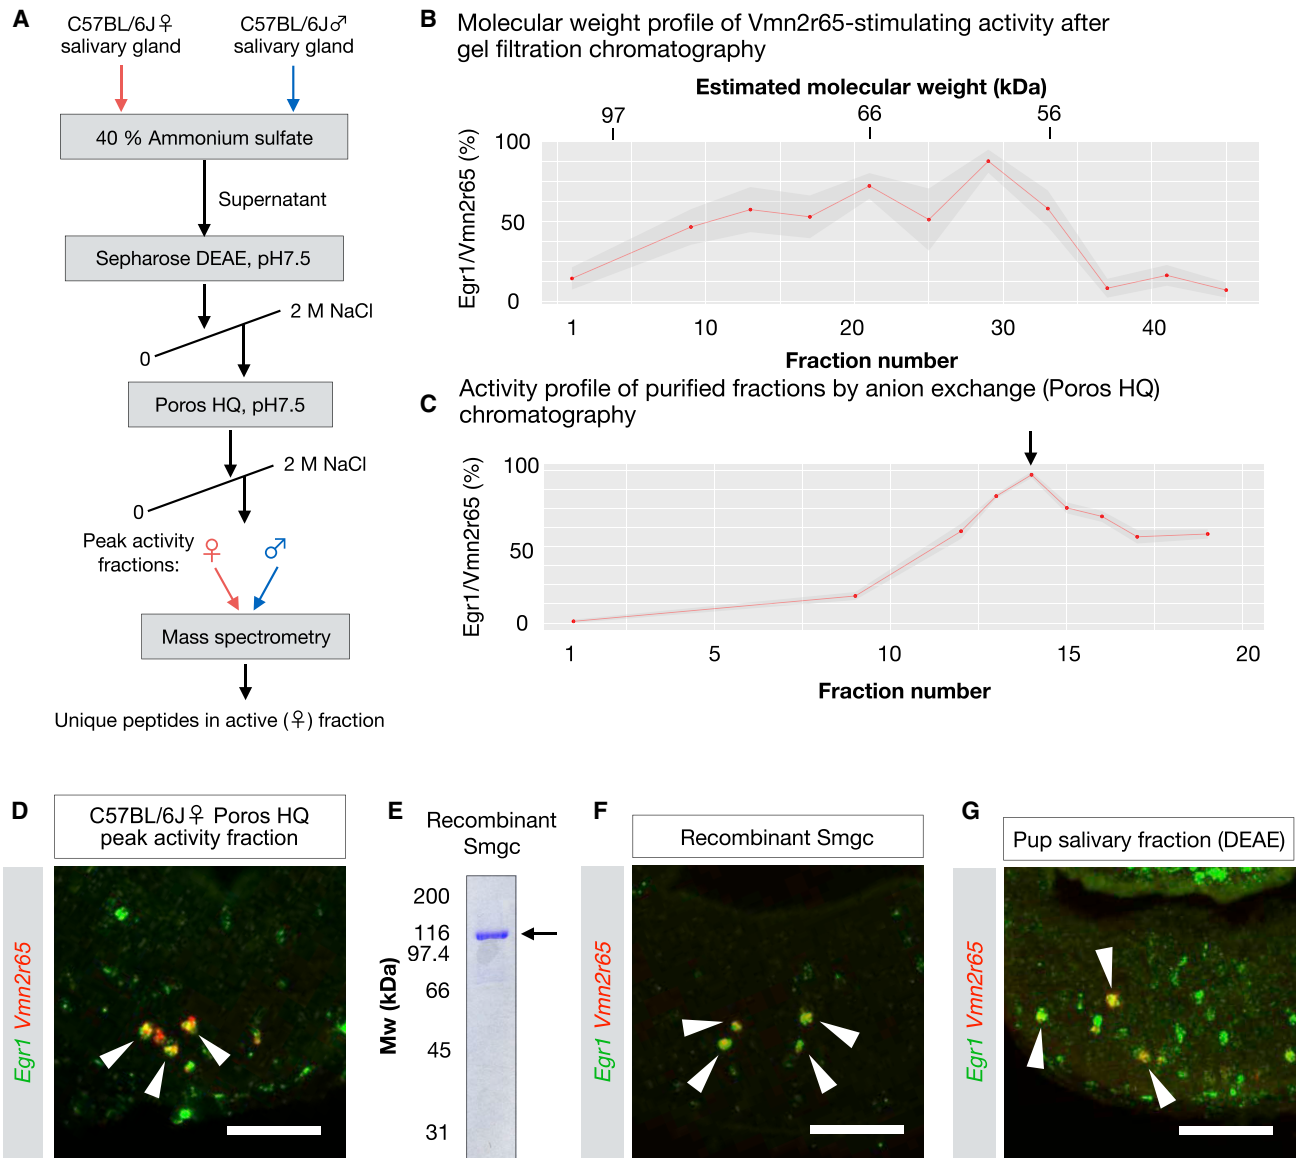 A
C57BL/6J♀
salivary gland
C57BL/6J♂
salivary gland
40 % Ammonium sulfate
Supernatant
Sepharose DEAE, pH7.5
2 M NaCl
0
Poros HQ, pH7.5
2 M NaCl
0
Peak activity
fractions:
♀
♂
Mass spectrometry
Unique peptides in active (♀) fraction
B
Molecular weight profile of Vmn2r65-stimulating activity after
gel filtration chromatography
Estimated molecular weight (kDa)
97
66
56
Egr1/Vmn2r65 (%)
100
50
0
1
10
20
30
40
Fraction number
C
Activity profile of purified fractions by anion exchange (Poros HQ)
chromatography
Egr1/Vmn2r65 (%)
100
50
0
1
5
10
15
20
Fraction number
D
C57BL/6J♀ Poros HQ
peak activity fraction
Egr1 Vmn2r65
E
Recombinant
Smgc
Mw (kDa)
200
116
97.4
66
45
31
F
Recombinant Smgc
Egr1 Vmn2r65
G
Pup salivary fraction (DEAE)
Egr1 Vmn2r65